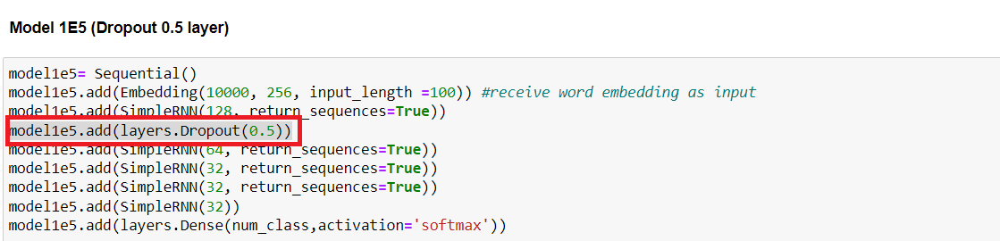 Model 1E5 (Dropout 0.5 layer)
model1e5= Sequential()
model1e5.add(Embedding(10000, 256, input_length =100)) #receive word embedding as input
model1e5.add(SimpleRNN(128, return_sequences=True))
model1e5.add(layers.Dropout(0.5))
model1e5.add(SimpleRNN(64, return_sequences=True))
model1e5.add(SimpleRNN(32, return_sequences=True))
model1e5.add(SimpleRNN(32, return_sequences=True))
model1e5.add(SimpleRNN(32))
model1e5.add(layers.Dense(num_class,activation='softmax'))